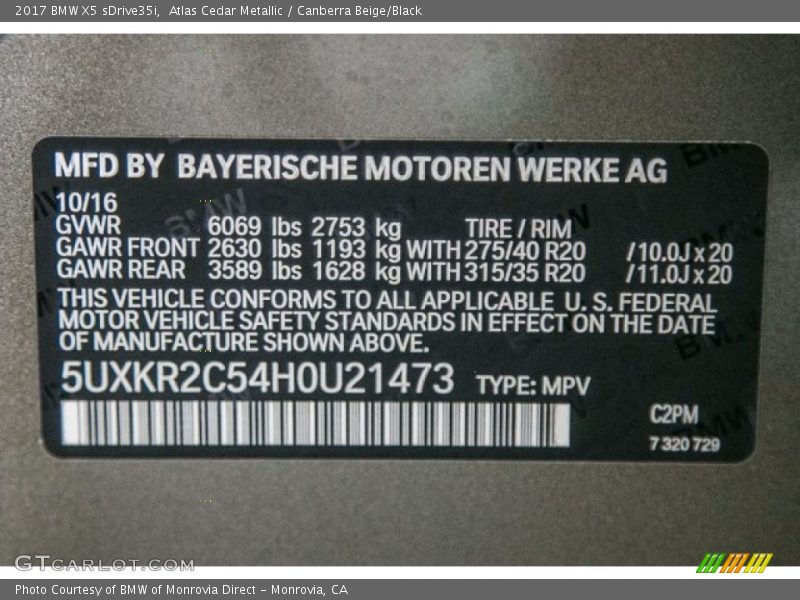 2017 BMW X5 sDrive35i, Atlas Cedar Metallic / Canberra Beige/Black
MFD BY BAYERISCHE MOTOREN WERKE AG
10/16
GVWR 6069 lbs 2753 kg TIRE / RIM
GAWR FRONT 2630 lbs 1193 kg WITH 275/40 R20 /10.0J x 20
GAWR REAR 3589 lbs 1628 kg WITH 315/35 R20 /11.0J x 20
THIS VEHICLE CONFORMS TO ALL APPLICABLE U. S. FEDERAL
MOTOR VEHICLE SAFETY STANDARDS IN EFFECT ON THE DATE
OF MANUFACTURE SHOWN ABOVE.
5UXKR2C54H0U21473 TYPE: MPV
C2PM
7 320 729
GTCARLOT.COM
Photo Courtesy of BMW of Monrovia Direct - Monrovia, CA